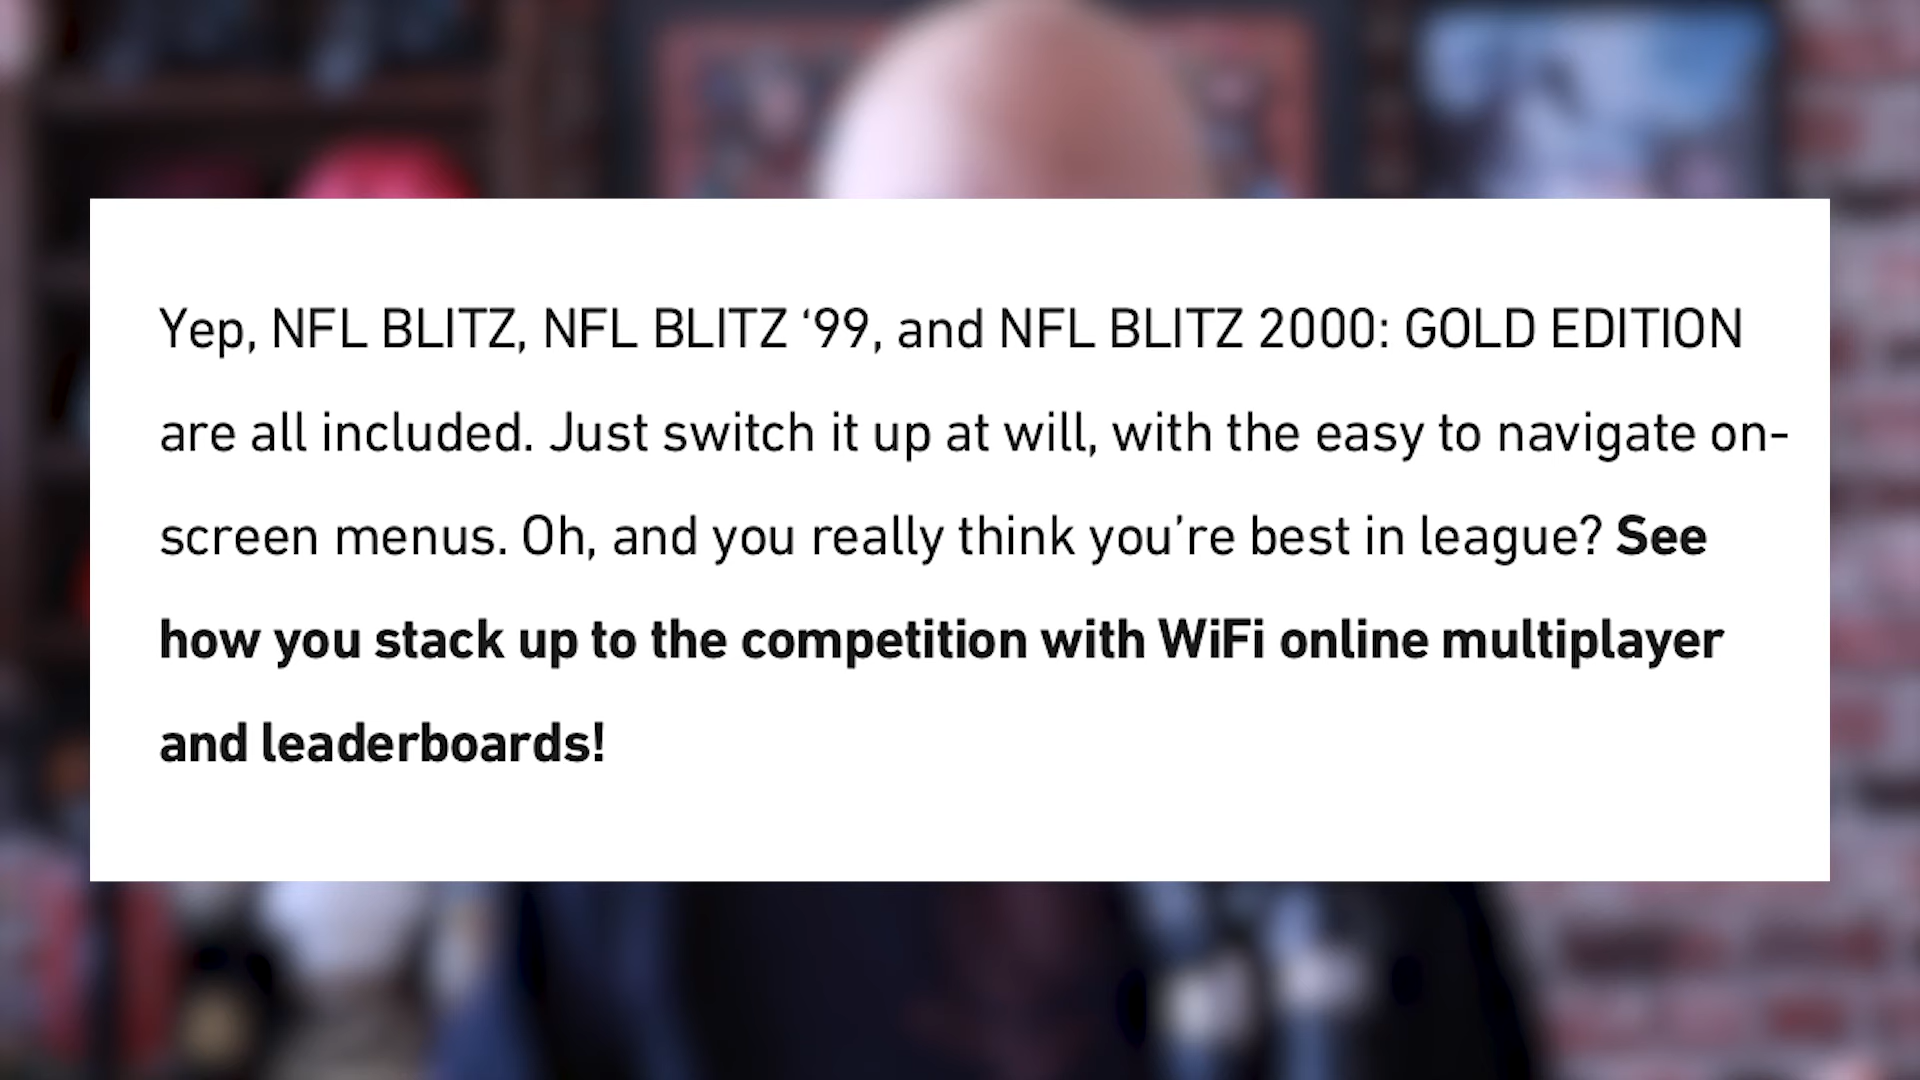 Yep, NFL BLITZ, NFL BLITZ ‘99, and NFL BLITZ 2000: GOLD EDITION
are all included. Just switch it up at will, with the easy to navigate on-
screen menus. Oh, and you really think you’re best in league? See
how you stack up to the competition with WiFi online multiplayer
and leaderboards!